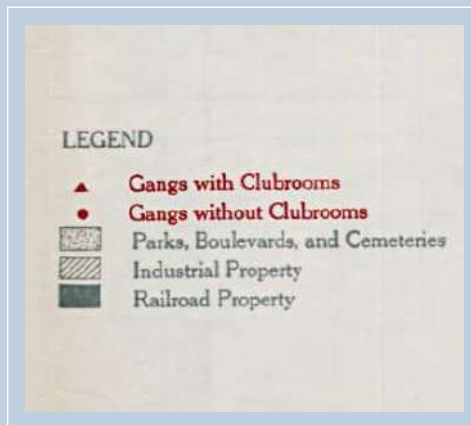 LEGEND
Gangs with Clubrooms
Gangs without Clubrooms
Parks, Boulevards, and Cemeteries
Industrial Property
Railroad Property